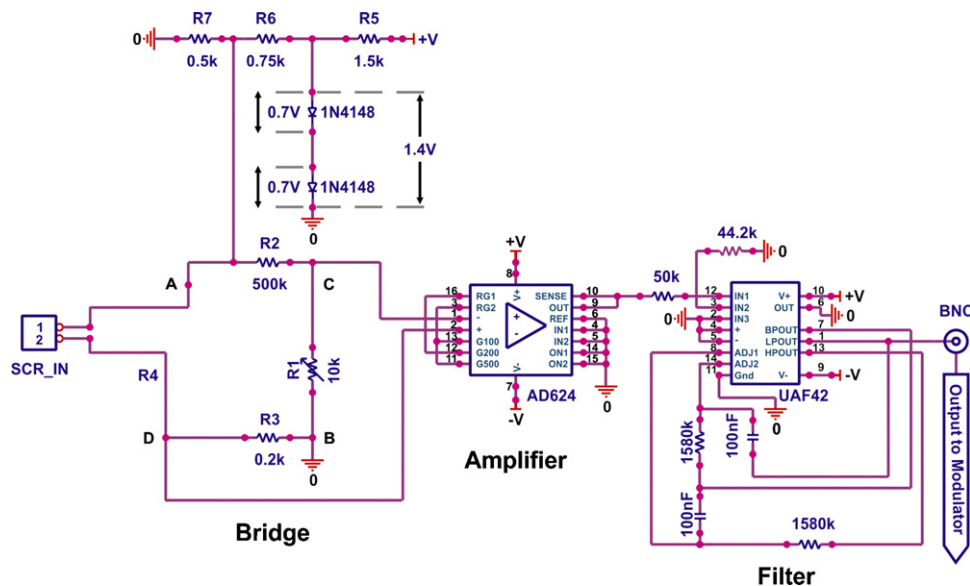 R7
R6
R5
0
+V
0.5k
0.75k
1.5k
0.7V
1N4148
1.4V
0.7V
1N4148
0
R2
A
500k
C
1
2
SCR_IN
R4
R1
10k
R3
D
B
0.2k
0
Bridge
+V
8
V+
16
RG1
SENSE
10
3
RG2
OUT
9
1
-
REF
6
2
+
IN1
4
13
G100
IN2
5
12
G200
ON1
14
11
G500
ON2
15
+
-
V-
7
AD624
-V
0
Amplifier
44.2k
0
50k
12
IN1
V+
10
+V
3
IN2
OUT
6
0
0
2
IN3
4
+
BPOUT
7
5
-
LPOUT
1
8
ADJ1
HPOUT
13
14
ADJ2
11
Gnd
V-
9
-V
UAF42
0
BNC
1580k
100nF
100nF
1580k
Output to Modulator
Filter